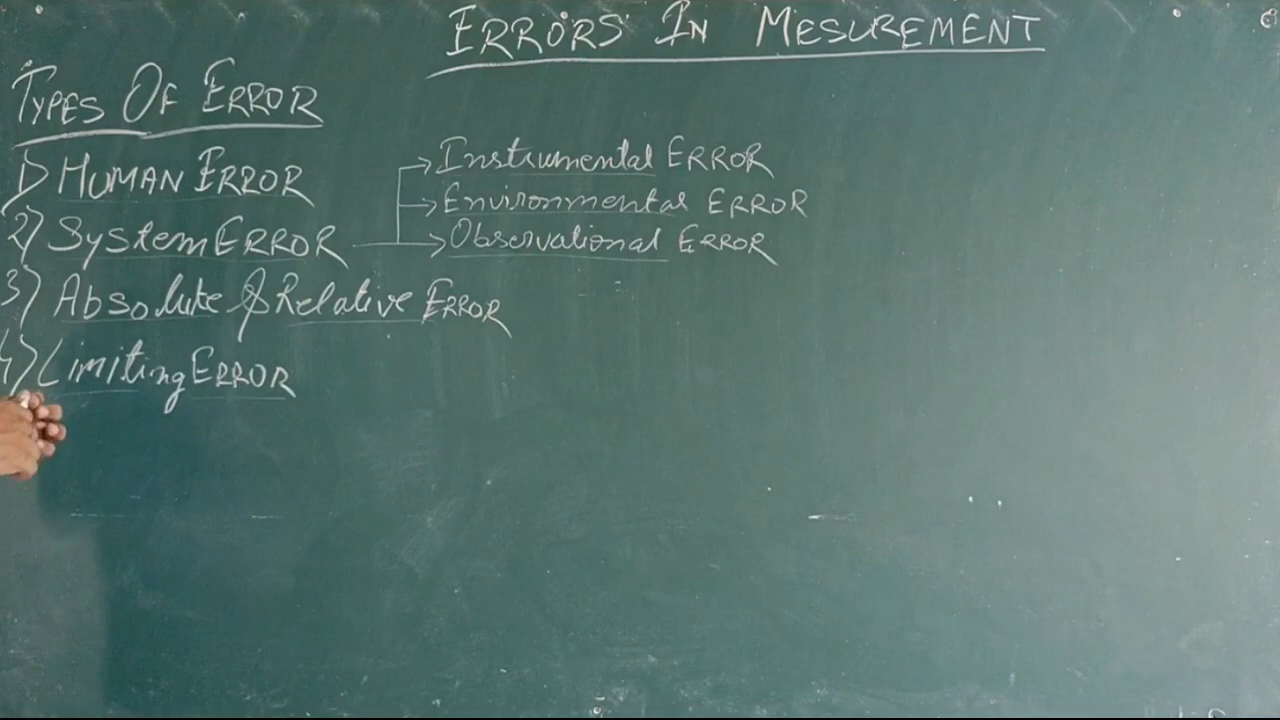 ERRORS IN MESUREMENT
TYPES OF ERROR
1) HUMAN ERROR
2) System ERROR → Instrumental ERROR
→ Environmental ERROR
→ Observational ERROR
3) Absolute & Relative ERROR
4) Limiting ERROR